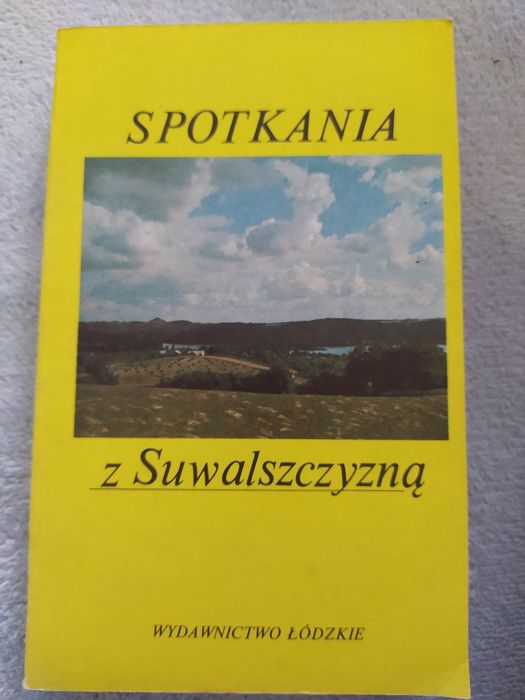 SPOTKANIA
z Suwalszczyzną
WYDAWNICTWO ŁÓDZKIE